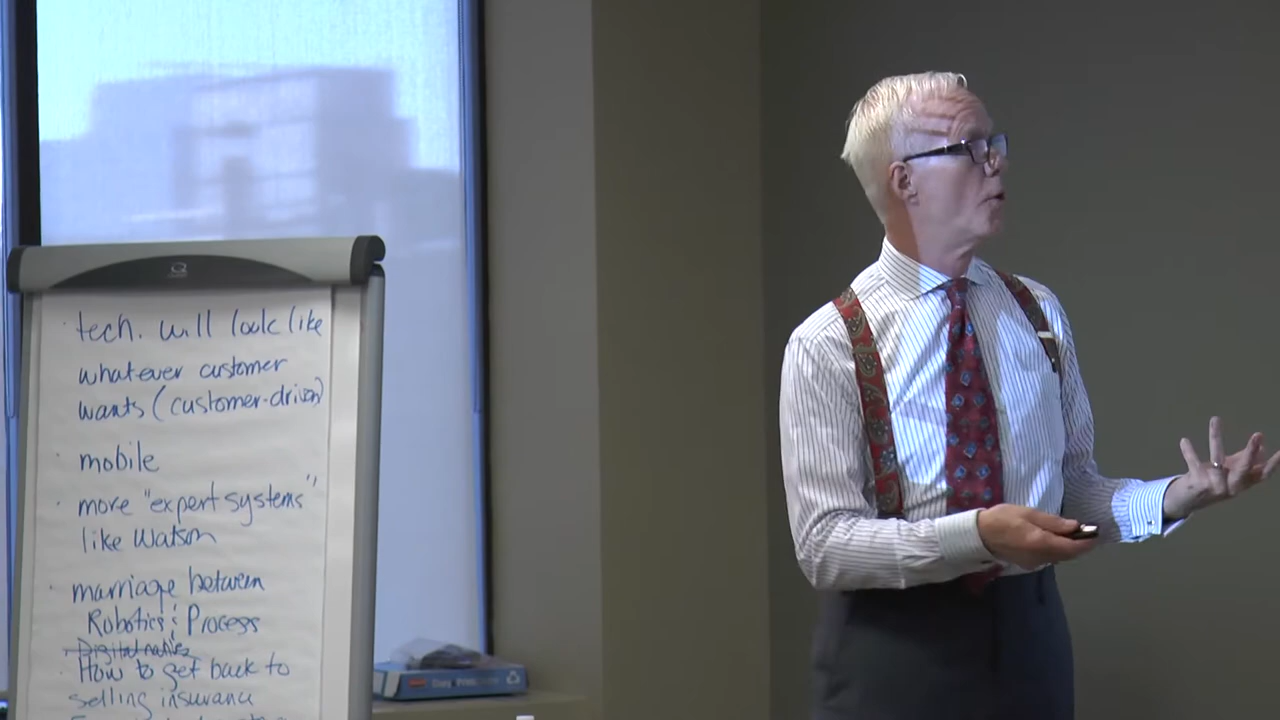 tech. will look like
whatever customer
wants (customer-driven)
mobile
more "expert systems"
like Watson
marriage between
Robotics & Process
Digital natives
How to get back to
selling insurance